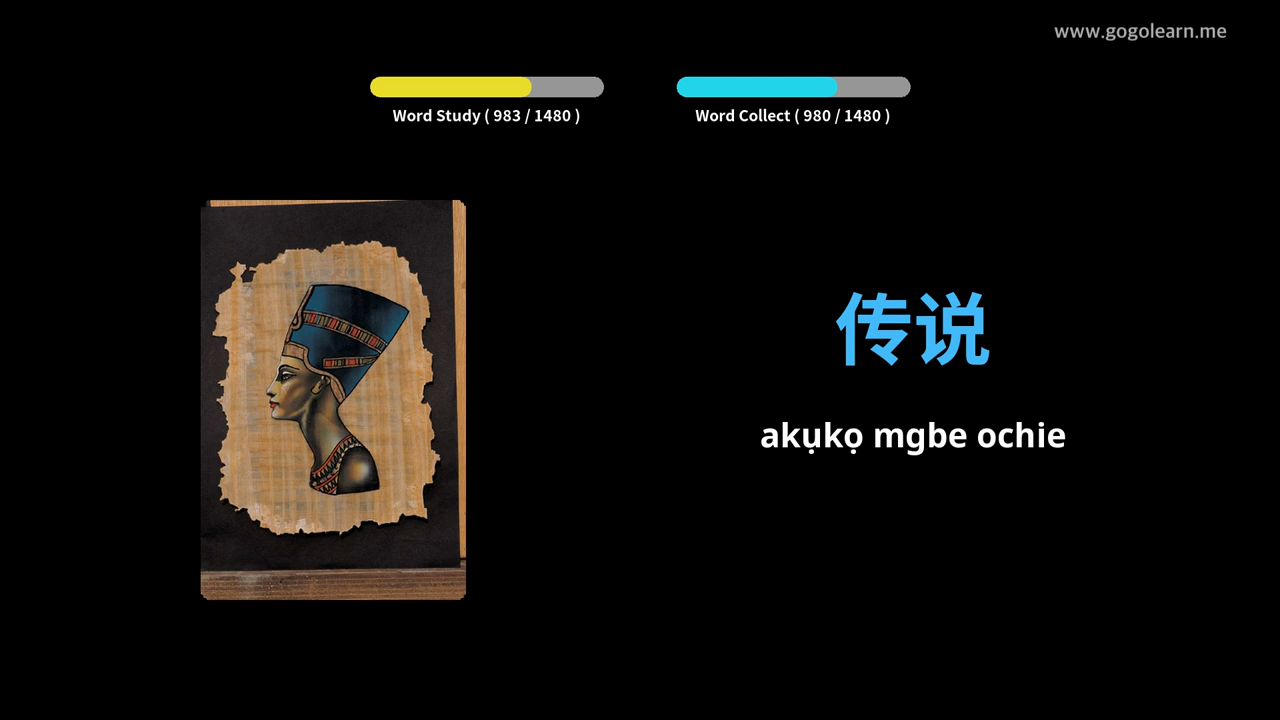 www.gogolearn.me
Word Study ( 983 / 1480 )
Word Collect ( 980 / 1480 )
传说
akụkọ mgbe ochie